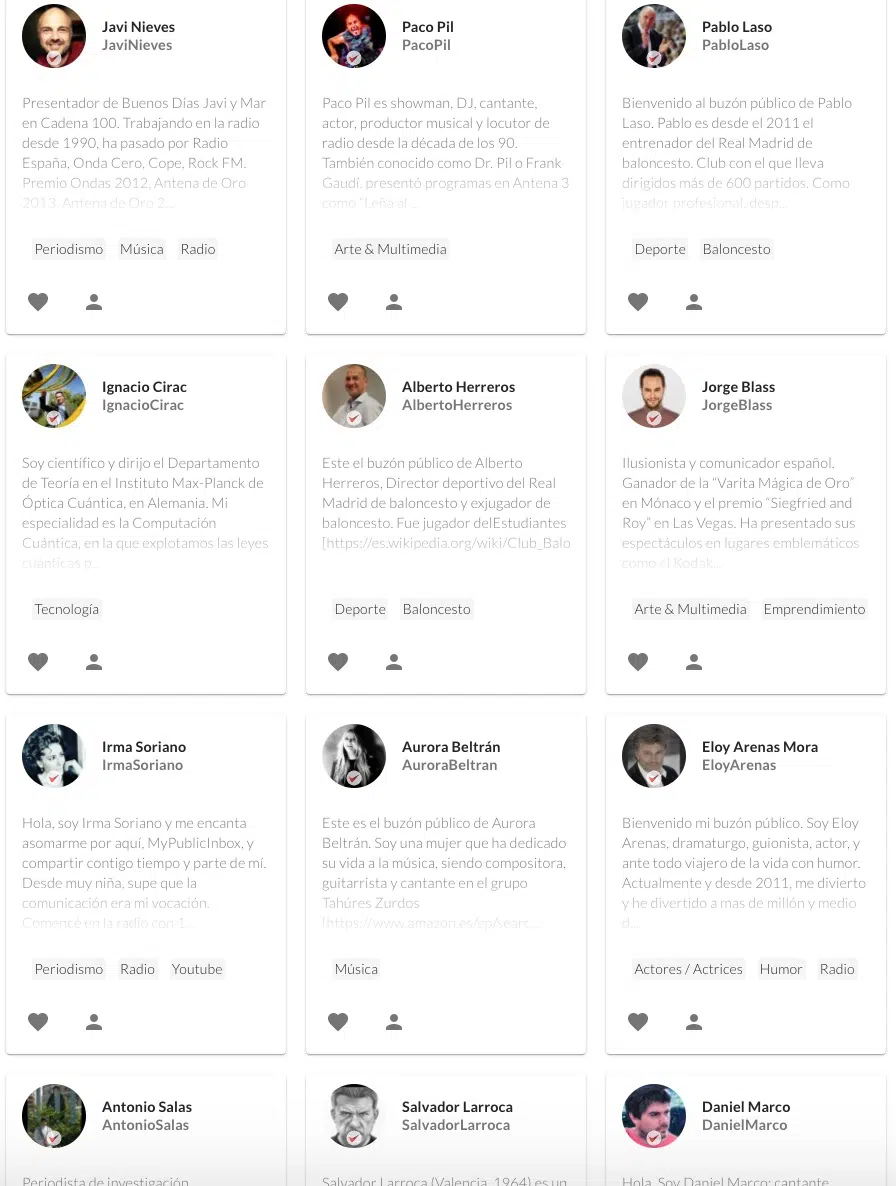 Javi Nieves
JaviNieves
Presentador de Buenos Días Javi y Mar
en Cadena 100. Trabajando en la radio
desde 1990, ha pasado por Radio
España, Onda Cero, Cope, Rock FM.
Premio Ondas 2012, Antena de Oro
2013, Antena de Oro 2...
Periodismo Música Radio
Paco Pil
PacoPil
Paco Pil es showman, DJ, cantante,
actor, productor musical y locutor de
radio desde la década de los 90.
También conocido como Dr. Pil o Frank
Gaudí, presentó programas en Antena 3
como "Leña al ...
Arte & Multimedia
Pablo Laso
PabloLaso
Bienvenido al buzón público de Pablo
Laso. Pablo es desde el 2011 el
entrenador del Real Madrid de
baloncesto. Club con el que lleva
dirigidos más de 600 partidos. Como
jugador profesional, desp...
Deporte Baloncesto
Ignacio Cirac
IgnacioCirac
Soy científico y dirijo el Departamento
de Teoría en el Instituto Max-Planck de
Óptica Cuántica, en Alemania. Mi
especialidad es la Computación
Cuántica, en la que explotamos las leyes
cuánticas p...
Tecnología
Alberto Herreros
AlbertoHerreros
Este el buzón público de Alberto
Herreros, Director deportivo del Real
Madrid de baloncesto y exjugador de
baloncesto. Fue jugador delEstudiantes
[https://es.wikipedia.org/wiki/Club_Balo
Deporte Baloncesto
Jorge Blass
JorgeBlass
Ilusionista y comunicador español.
Ganador de la “Varita Mágica de Oro”
en Mónaco y el premio “Siegfried and
Roy” en Las Vegas. Ha presentado sus
espectáculos en lugares emblemáticos
como el Kodak...
Arte & Multimedia Emprendimiento
Irma Soriano
IrmaSoriano
Hola, soy Irma Soriano y me encanta
asomarme por aquí, MyPublicInbox, y
compartir contigo tiempo y parte de mí.
Desde muy niña, supe que la
comunicación era mi vocación.
Comencé en la radio con 1...
Periodismo Radio Youtube
Aurora Beltrán
AuroraBeltran
Este es el buzón público de Aurora
Beltrán. Soy una mujer que ha dedicado
su vida a la música, siendo compositora,
guitarrista y cantante en el grupo
Tahúres Zurdos
[https://www.amazon.es/ep/searc...
Música
Eloy Arenas Mora
EloyArenas
Bienvenido mi buzón público. Soy Eloy
Arenas, dramaturgo, guionista, actor, y
ante todo viajero de la vida con humor.
Actualmente y desde 2011, me divierto
y he divertido a mas de millón y medio
d...
Actores / Actrices Humor Radio
Antonio Salas
AntonioSalas
Periodista de investigación
Salvador Larroca
SalvadorLarroca
Salvador Larroca (Valencia, 1964) es un
Daniel Marco
DanielMarco
Hola, Soy Daniel Marco: cantante